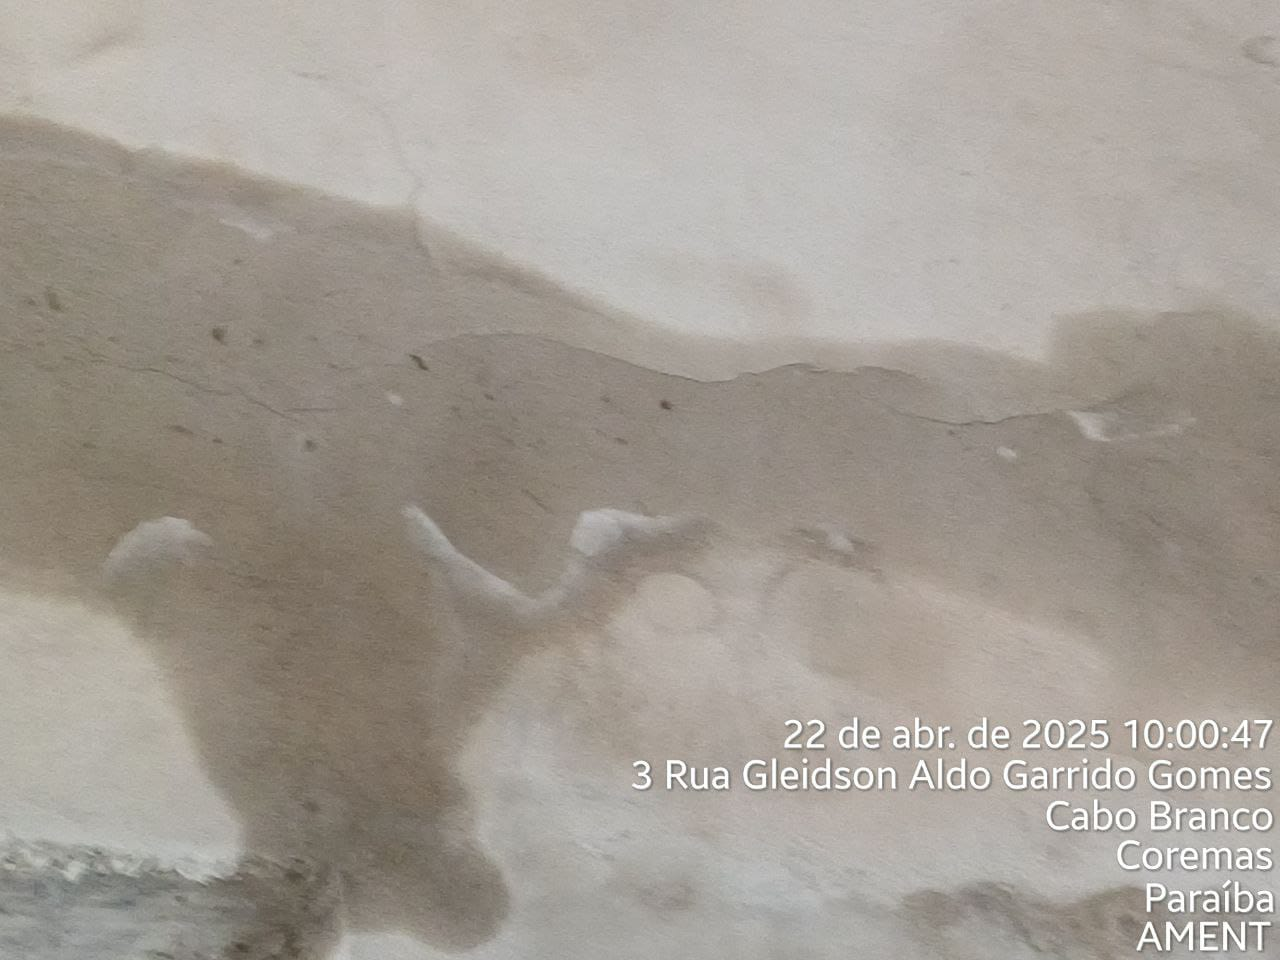 22 de abr. de 2025 10:00:47
3 Rua Gleidson Aldo Garrido Gomes
Cabo Branco
Coremas
Paraíba
AMENT